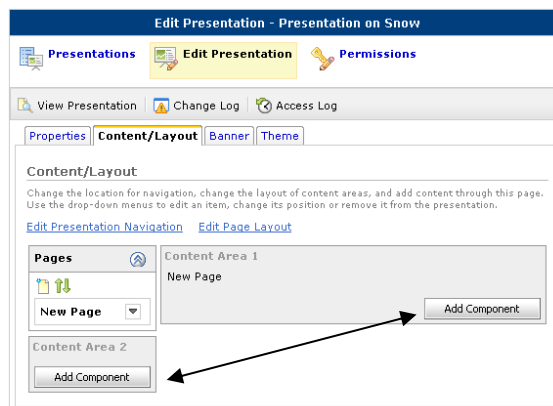 Edit Presentation - Presentation on Snow
Presentations Edit Presentation Permissions
View Presentation Change Log Access Log
Properties Content/Layout Banner Theme
Content/Layout
Change the location for navigation, change the layout of content areas, and add content through this page.
Use the drop-down menus to edit an item, change its position or remove it from the presentation.
Edit Presentation Navigation Edit Page Layout
Pages
New Page
Content Area 1
New Page
Add Component
Content Area 2
Add Component